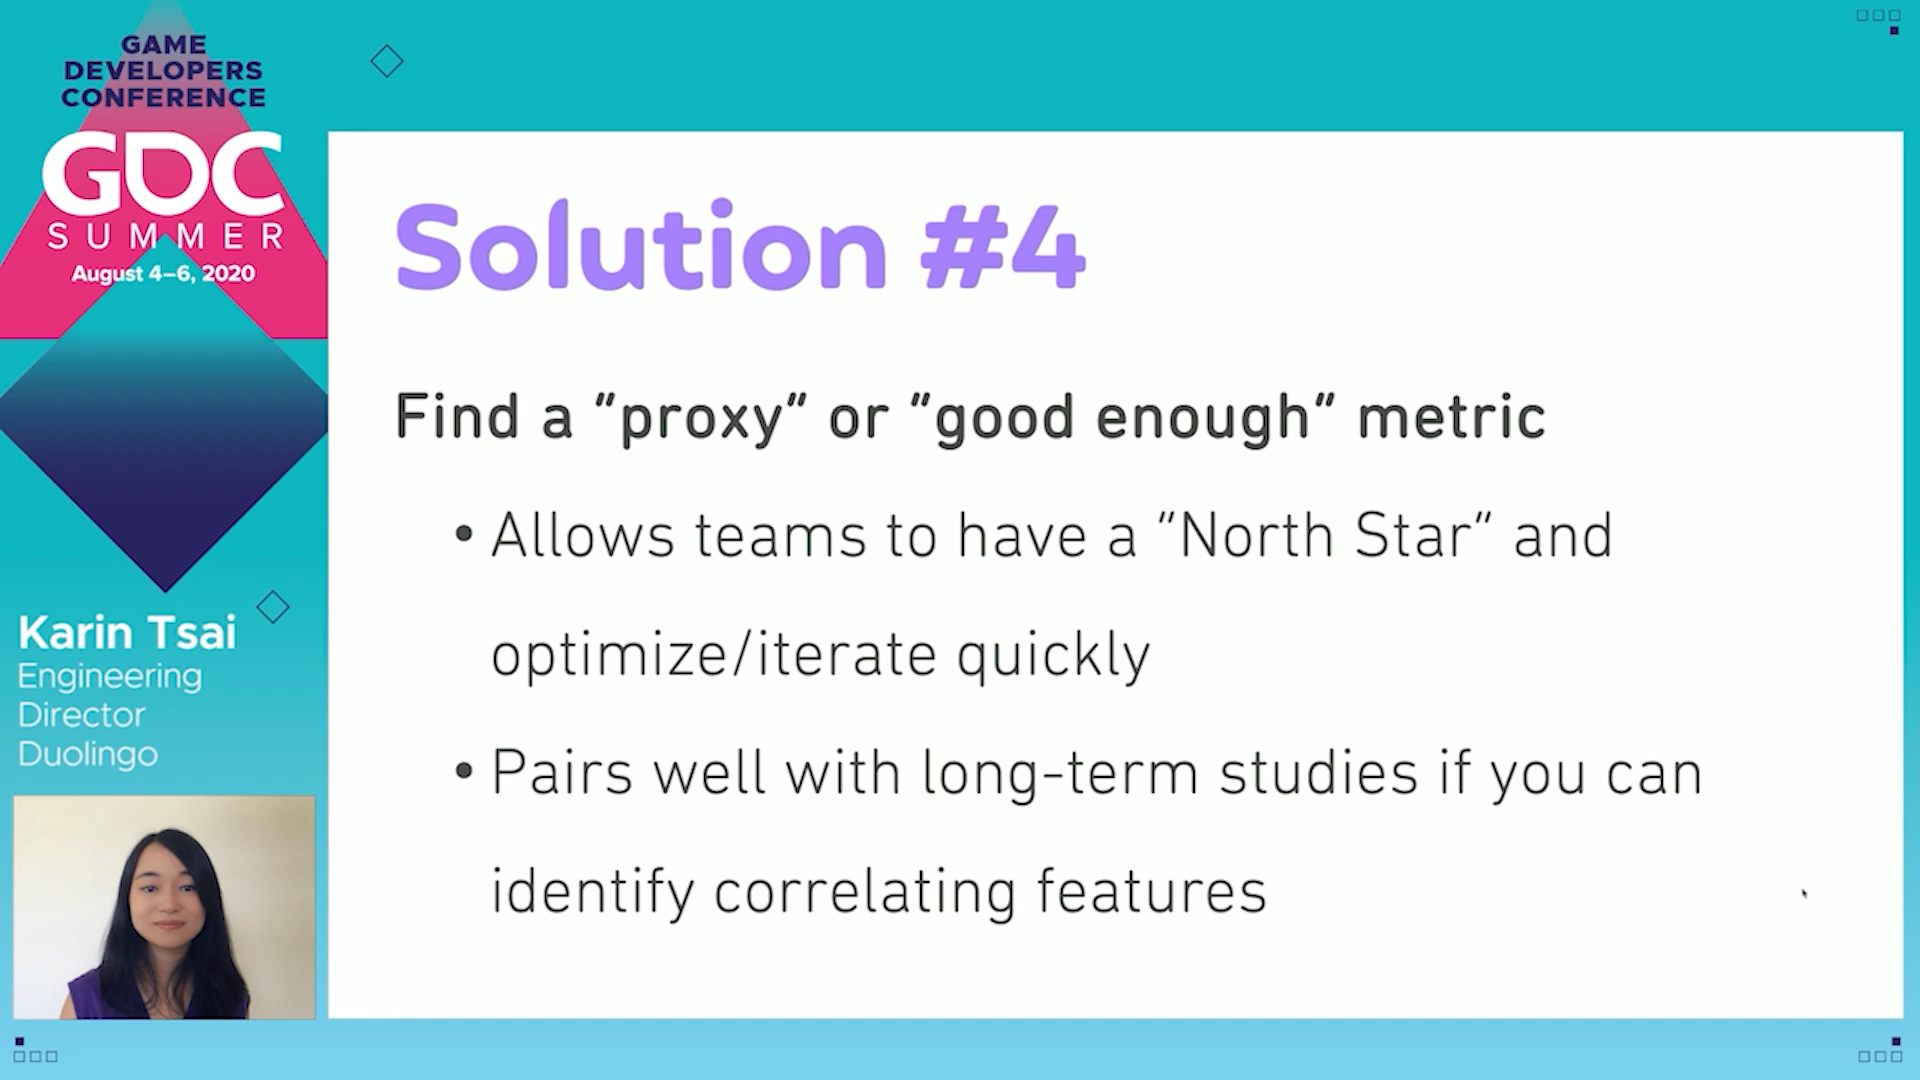 GAME
DEVELOPERS
CONFERENCE
GDC
SUMMER
August 4–6, 2020
Karin Tsai
Engineering
Director
Duolingo
Solution #4
Find a "proxy" or "good enough" metric
• Allows teams to have a "North Star" and
optimize/iterate quickly
• Pairs well with long-term studies if you can
identify correlating features